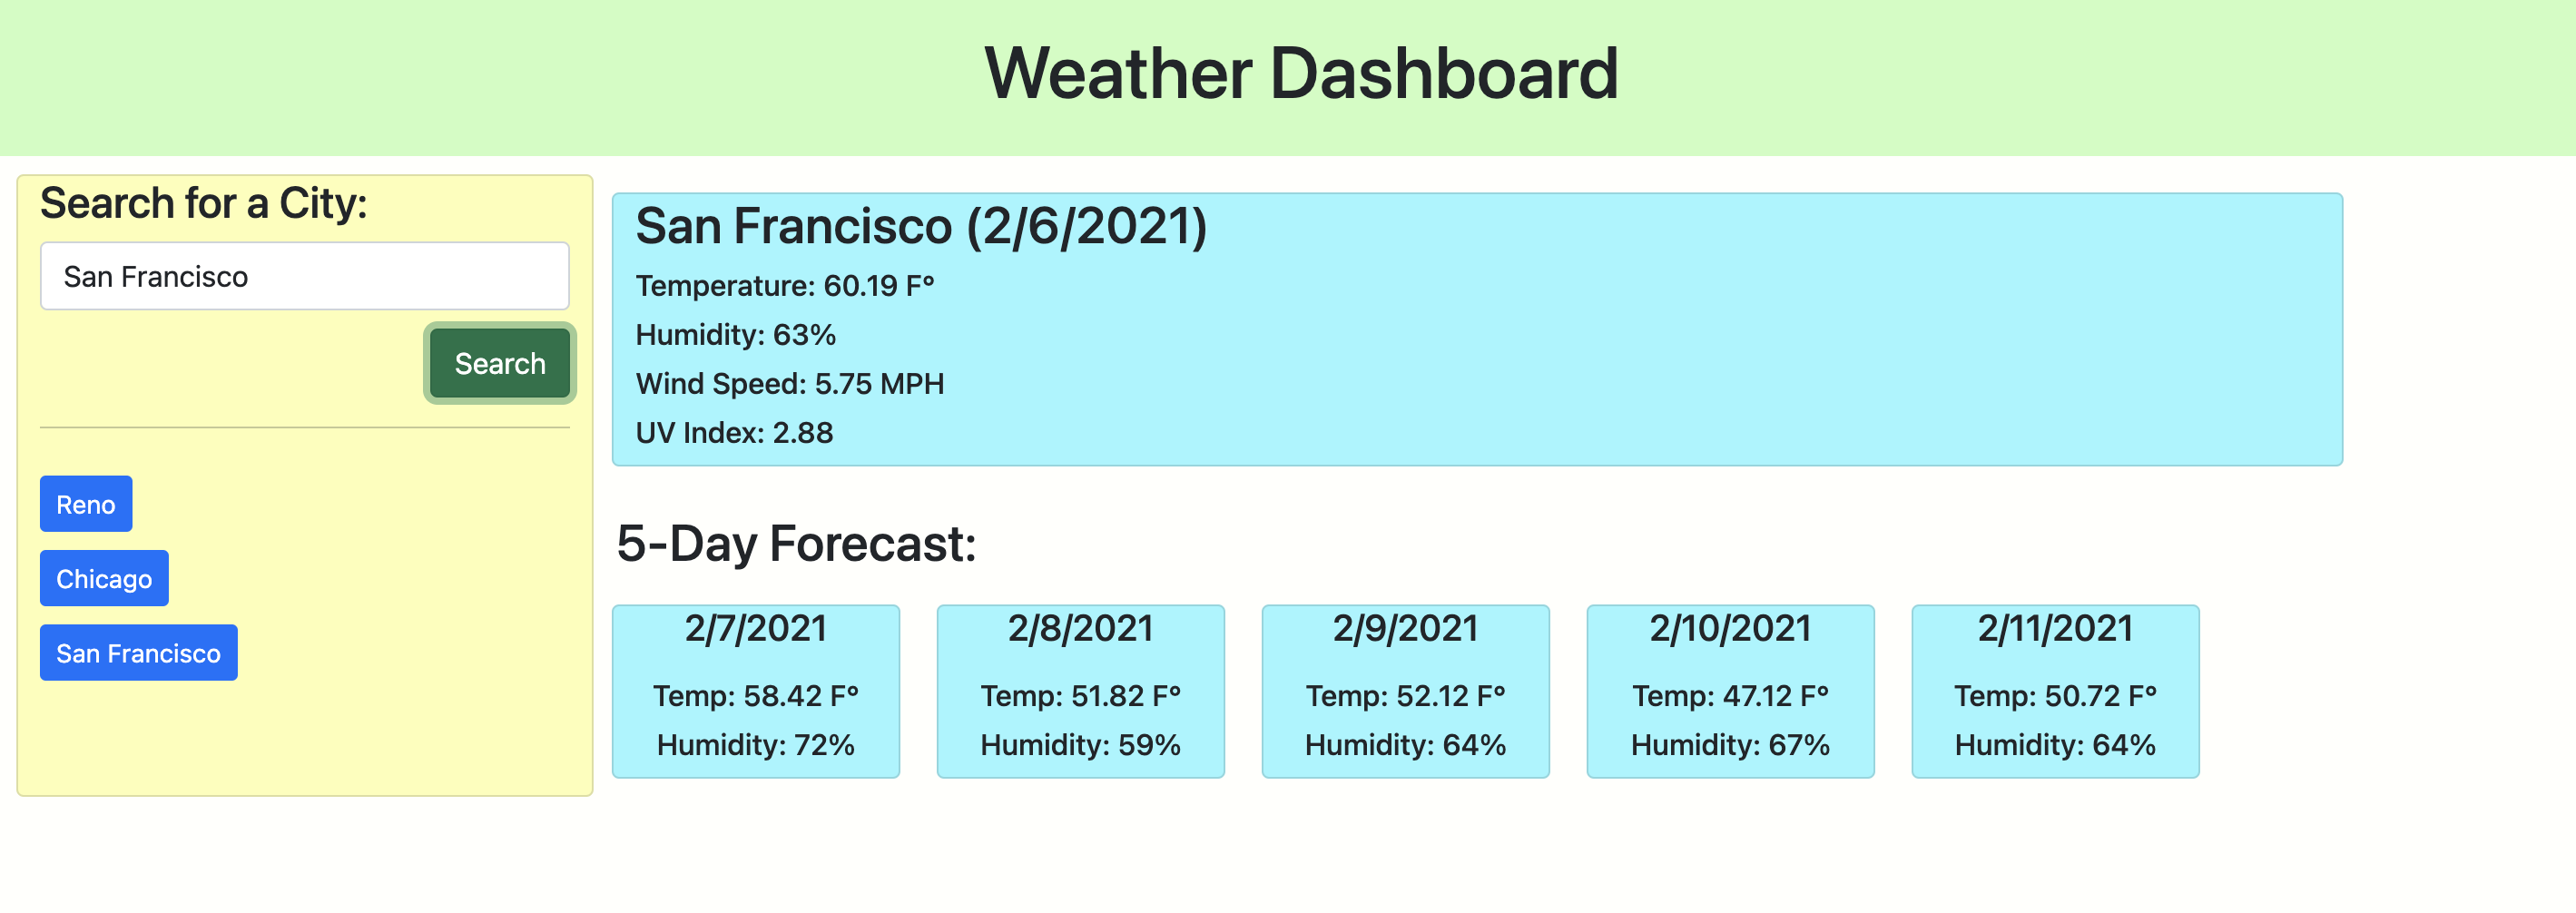 Weather Dashboard
Search for a City:
San Francisco
Search
Reno
Chicago
San Francisco
San Francisco (2/6/2021)
Temperature: 60.19 F°
Humidity: 63%
Wind Speed: 5.75 MPH
UV Index: 2.88
5-Day Forecast:
2/7/2021
Temp: 58.42 F°
Humidity: 72%
2/8/2021
Temp: 51.82 F°
Humidity: 59%
2/9/2021
Temp: 52.12 F°
Humidity: 64%
2/10/2021
Temp: 47.12 F°
Humidity: 67%
2/11/2021
Temp: 50.72 F°
Humidity: 64%